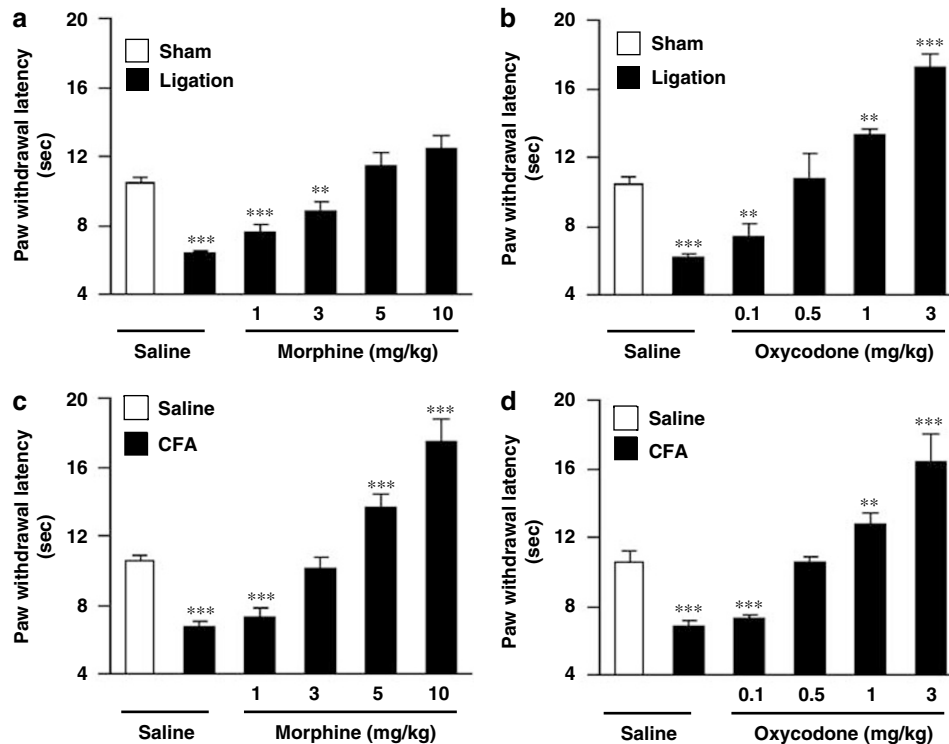 a
20
16
12
8
4
Paw withdrawal latency
(sec)
Sham
Ligation
***
***
**
1 3 5 10
Saline Morphine (mg/kg)
b
20
16
12
8
4
Paw withdrawal latency
(sec)
Sham
Ligation
***
**
**
***
0.1 0.5 1 3
Saline Oxycodone (mg/kg)
c
20
16
12
8
4
Paw withdrawal latency
(sec)
Saline
CFA
***
***
***
***
1 3 5 10
Saline Morphine (mg/kg)
d
20
16
12
8
4
Paw withdrawal latency
(sec)
Saline
CFA
***
***
**
***
0.1 0.5 1 3
Saline Oxycodone (mg/kg)